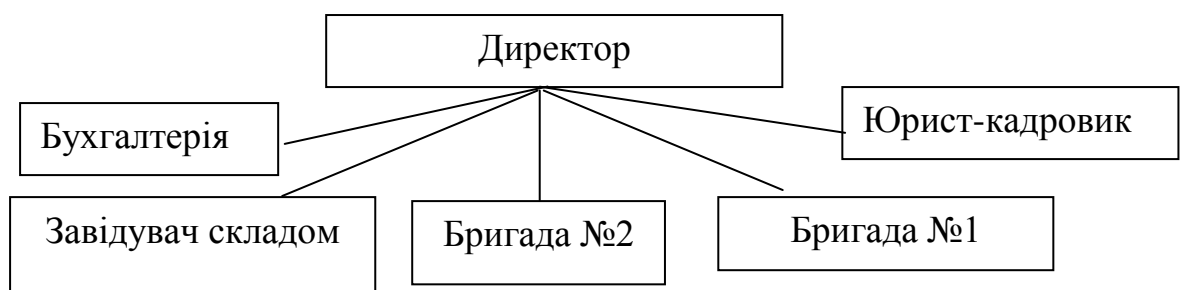 Директор
Бухгалтерія
Юрист-кадровик
Завідувач складом
Бригада №2
Бригада №1